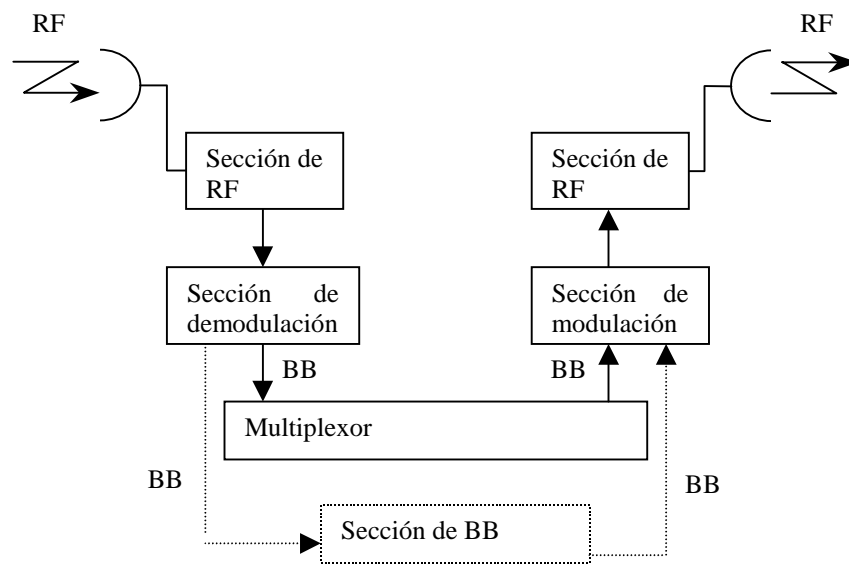 RF
RF
Sección de
RF
Sección de
RF
Sección de
demodulación
Sección de
modulación
BB
BB
Multiplexor
BB
BB
Sección de BB